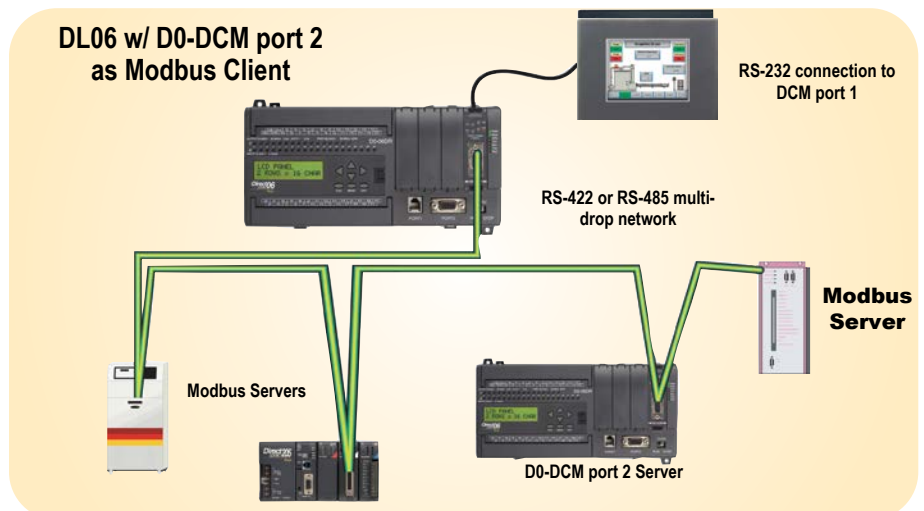 DL06 w/ D0-DCM port 2
as Modbus Client
RS-232 connection to
DCM port 1
LCD PANEL
2 ROWS x 16 CHAR
RS-422 or RS-485 multi-
drop network
Modbus
Server
Modbus Servers
D0-DCM port 2 Server